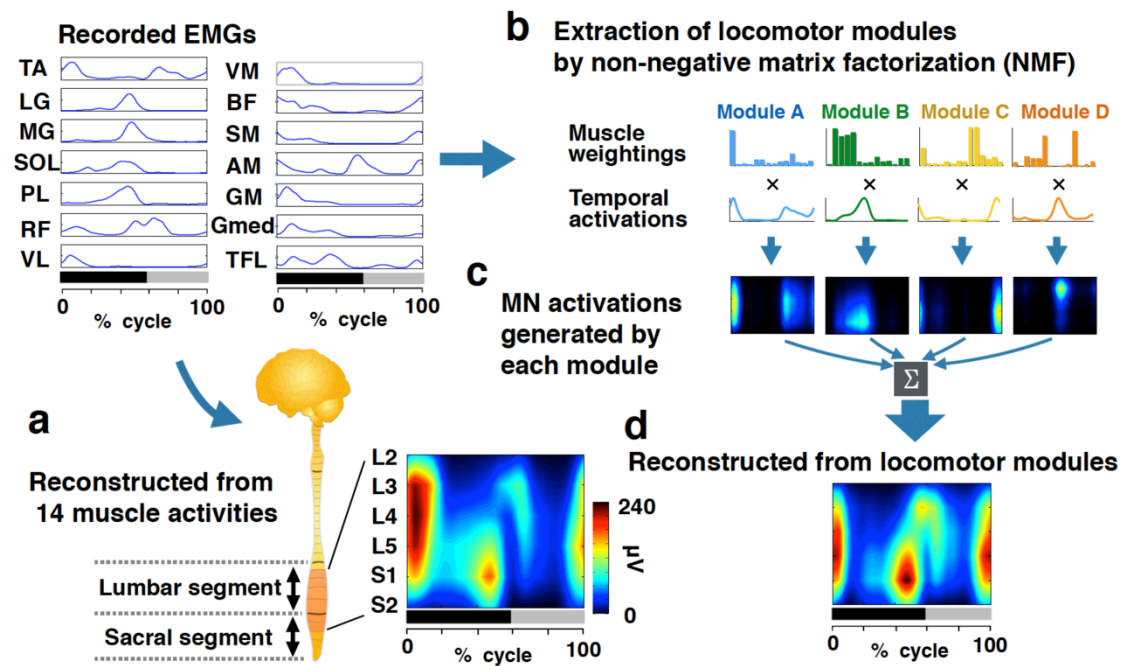 Recorded EMGs
TA
LG
MG
SOL
PL
RF
VL
0
100
% cycle
VM
BF
SM
AM
GM
Gmed
TFL
0
100
% cycle
b
Extraction of locomotor modules
by non-negative matrix factorization (NMF)
Module A Module B Module C Module D
Muscle
weightings
× × × ×
Temporal
activations
c
MN activations
generated by
each module
Σ
a
Reconstructed from
14 muscle activities
Lumbar segment
Sacral segment
L2
L3
L4
L5
S1
S2
0
100
% cycle
240
µV
0
d
Reconstructed from locomotor modules
0
100
% cycle